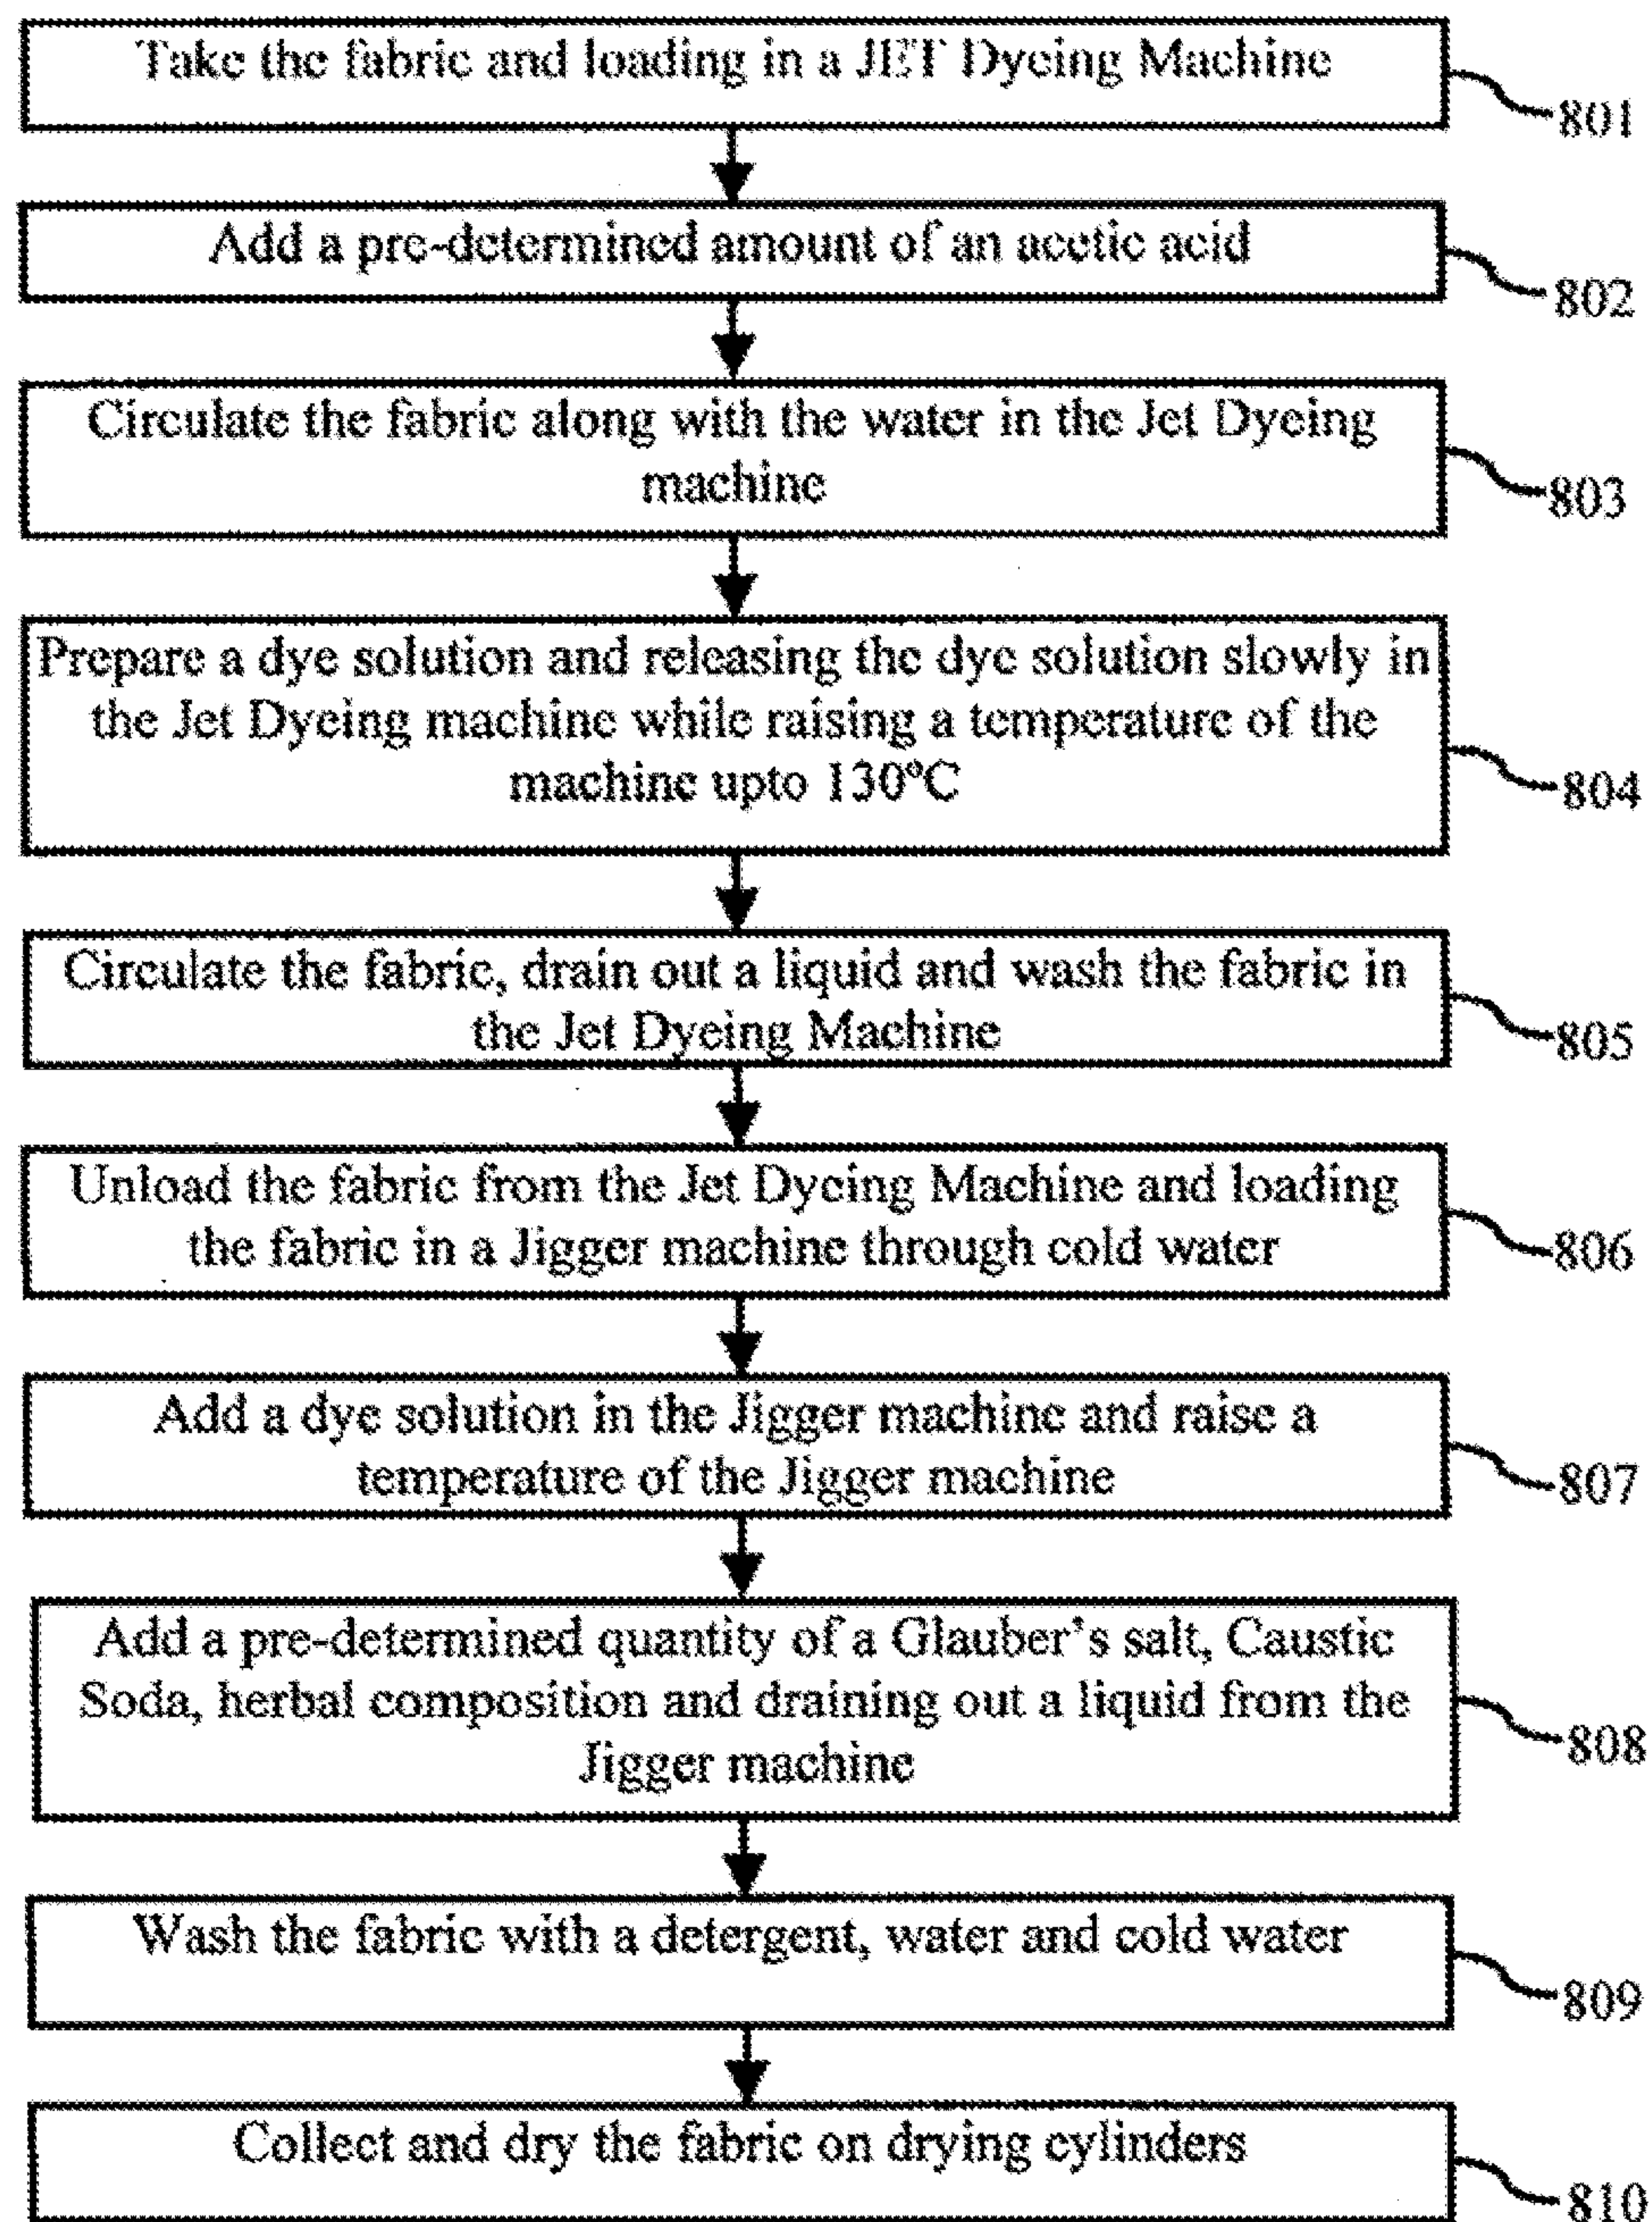 Take the fabric and loading in a JET Dyeing Machine
801
Add a pre-determined amount of an acetic acid
802
Circulate the fabric along with the water in the Jet Dyeing
machine
803
Prepare a dye solution and releasing the dye solution slowly in
the Jet Dyeing machine while raising a temperature of the
machine upto 130°C
804
Circulate the fabric, drain out a liquid and wash the fabric in
the Jet Dyeing Machine
805
Unload the fabric from the Jet Dyeing Machine and loading
the fabric in a Jigger machine through cold water
806
Add a dye solution in the Jigger machine and raise a
temperature of the Jigger machine
807
Add a pre-determined quantity of a Glauber's salt, Caustic
Soda, herbal composition and draining out a liquid from the
Jigger machine
808
Wash the fabric with a detergent, water and cold water
809
Collect and dry the fabric on drying cylinders
810